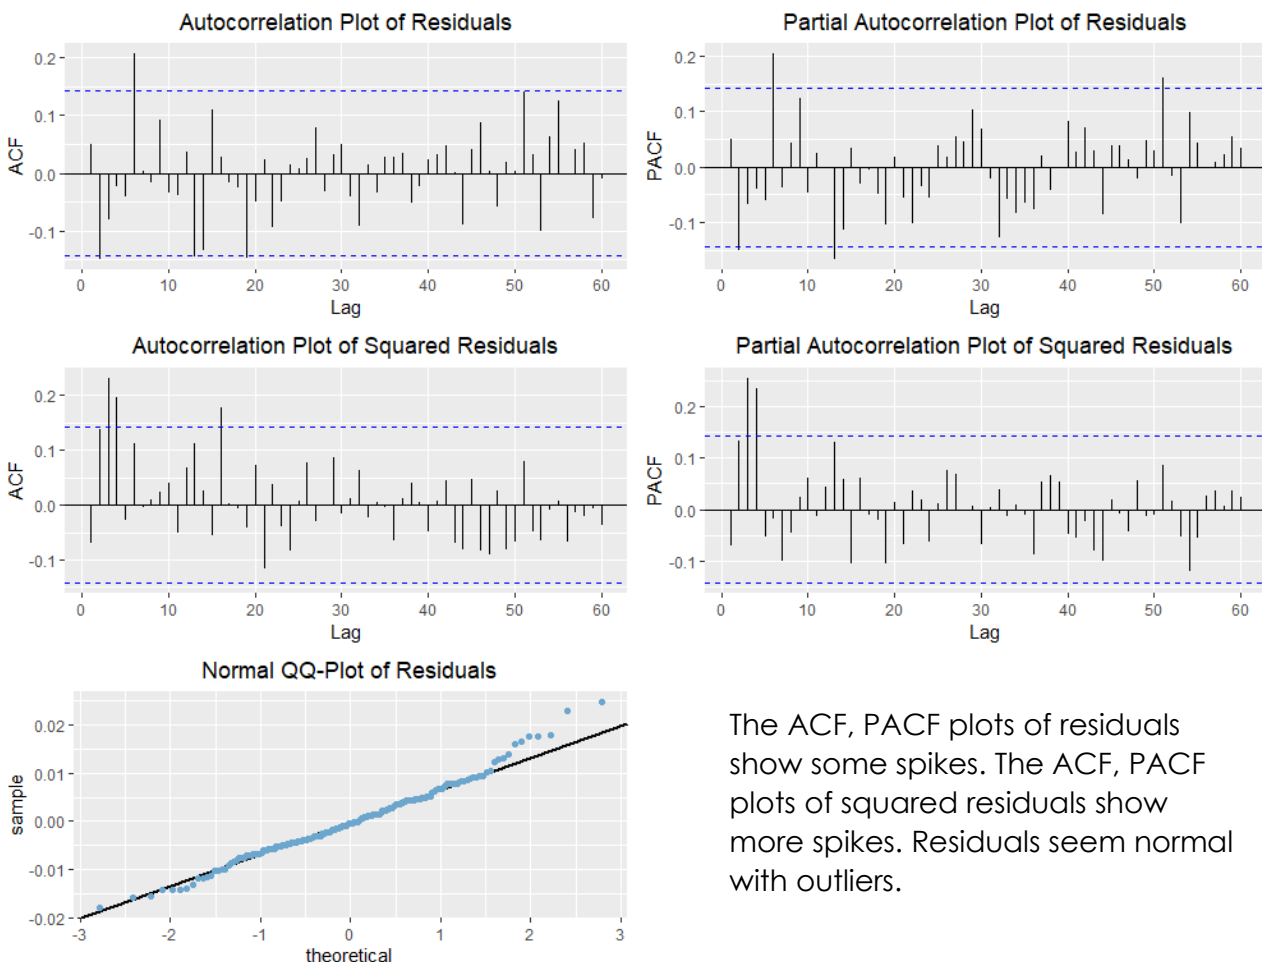 Autocorrelation Plot of Residuals
0.2
0.1
0.0
-0.1
ACF
0 10 20 30 40 50 60
Lag
Partial Autocorrelation Plot of Residuals
0.2
0.1
0.0
-0.1
PACF
0 10 20 30 40 50 60
Lag
Autocorrelation Plot of Squared Residuals
0.2
0.1
0.0
-0.1
ACF
0 10 20 30 40 50 60
Lag
Partial Autocorrelation Plot of Squared Residuals
0.2
0.1
0.0
-0.1
PACF
0 10 20 30 40 50 60
Lag
Normal QQ-Plot of Residuals
0.02
0.01
0.00
-0.01
-0.02
sample
-3 -2 -1 0 1 2 3
theoretical
The ACF, PACF plots of residuals
show some spikes. The ACF, PACF
plots of squared residuals show
more spikes. Residuals seem normal
with outliers.